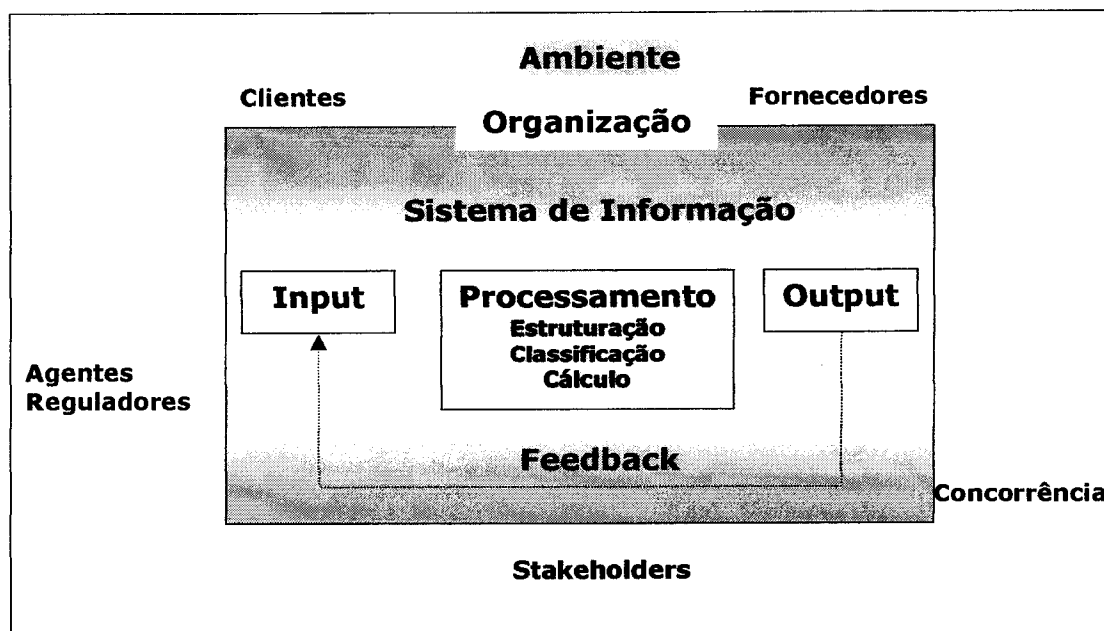 Ambiente
Clientes
Fornecedores
Organização
Sistema de Informação
Input
Processamento
Estruturação
Classificação
Cálculo
Output
Agentes
Reguladores
Feedback
Concorrência
Stakeholders